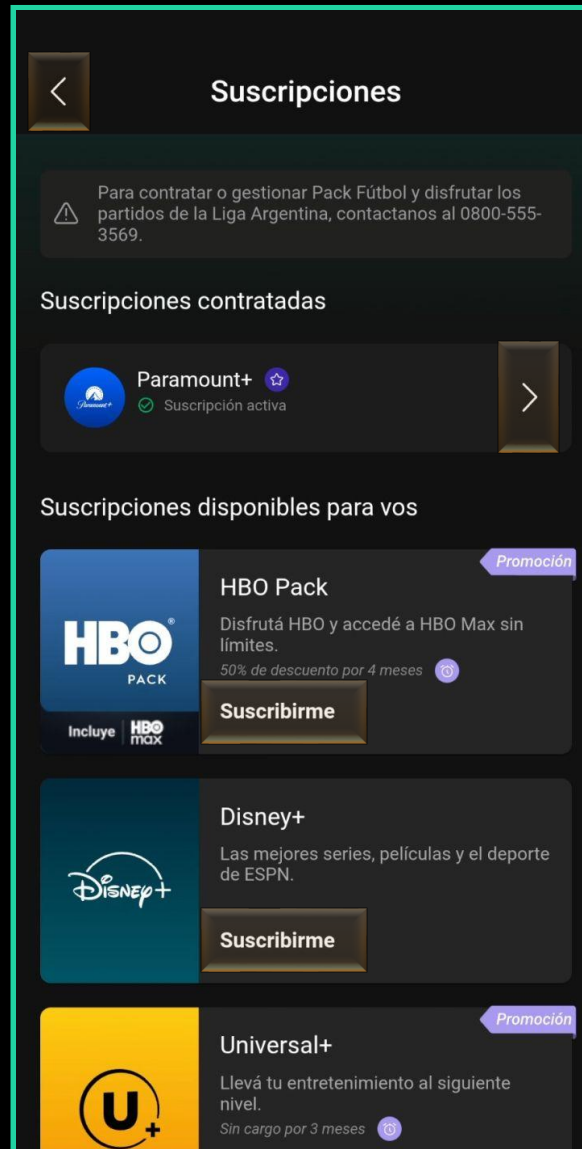 Suscripciones
Para contratar o gestionar Pack Fútbol y disfrutar los
partidos de la Liga Argentina, contactanos al 0800-555-
3569.
Suscripciones contratadas
Paramount+
Paramount+
Suscripción activa
Suscripciones disponibles para vos
Promoción
HBO Pack
Disfrutá HBO y accedé a HBO Max sin
límites.
50% de descuento por 4 meses
Suscribirme
HBO®
PACK
Incluye HBO max
Disney+
Las mejores series, películas y el deporte
de ESPN.
Suscribirme
Disney+
Promoción
Universal+
Llevá tu entretenimiento al siguiente
nivel.
Sin cargo por 3 meses
U+